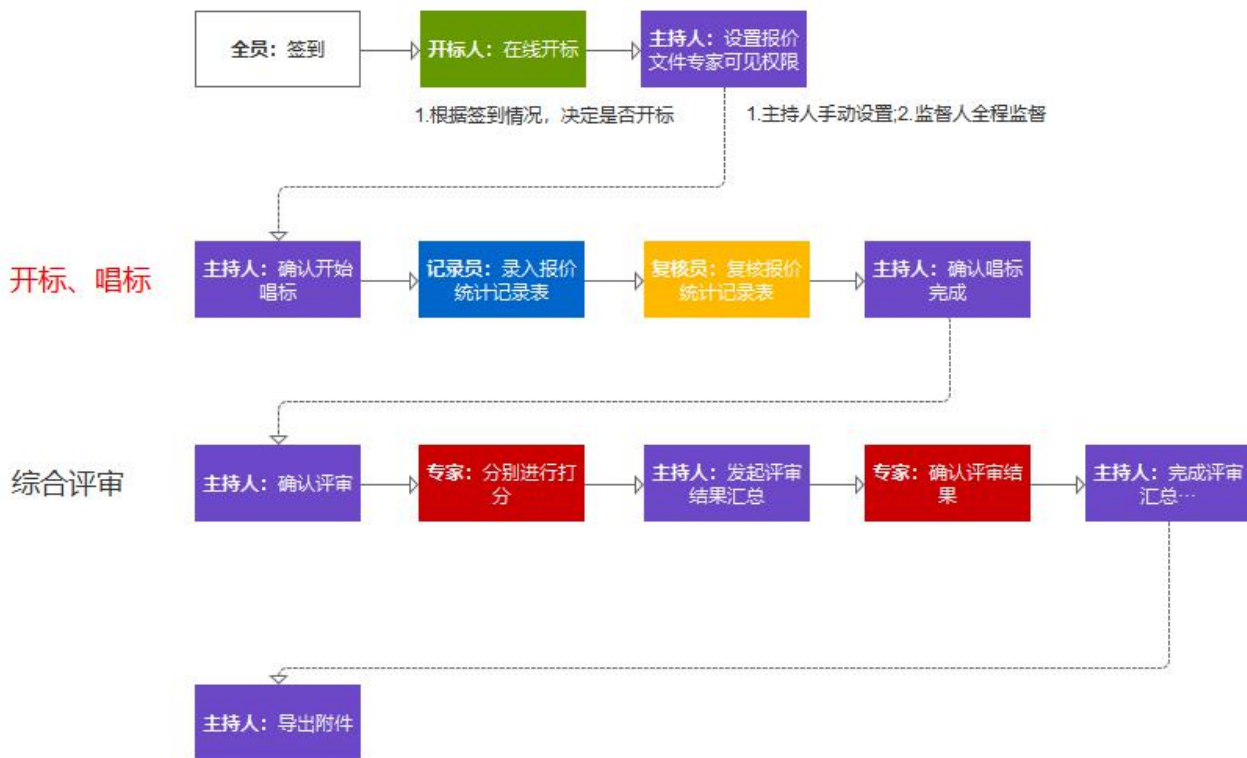 全员：签到
开标人：在线开标
主持人：设置报价
文件专家可见权限
1.根据签到情况，决定是否开标
1.主持人手动设置;2.监督人全程监督
开标、唱标
主持人：确认开始
唱标
记录员：录入报价
统计记录表
复核员：复核报价
统计记录表
主持人：确认唱标
完成
综合评审
主持人：确认评审
专家：分别进行打
分
主持人：发起评审
结果汇总
专家：确认评审结
果
主持人：完成评审
汇总…
主持人：导出附件